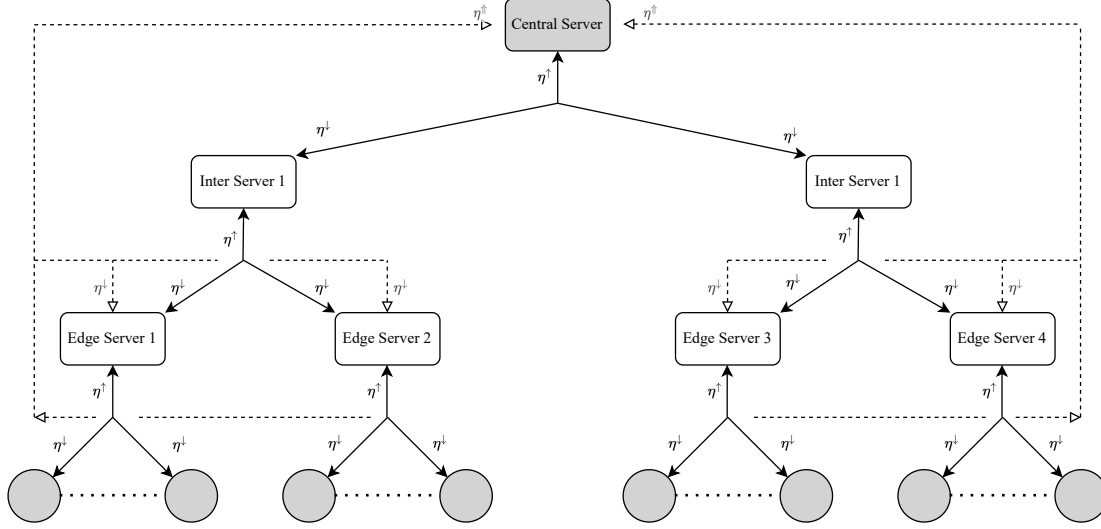 η⇑
Central Server
η⇑
η↑
η↓
η↓
Inter Server 1
Inter Server 1
η↑
η↑
η↓
η↓
η↓
η↓
η↓
η↓
η↓
η↓
Edge Server 1
Edge Server 2
Edge Server 3
Edge Server 4
η↑
η↑
η↑
η↑
η↓
η↓
η↓
η↓
η↓
η↓
η↓
η↓